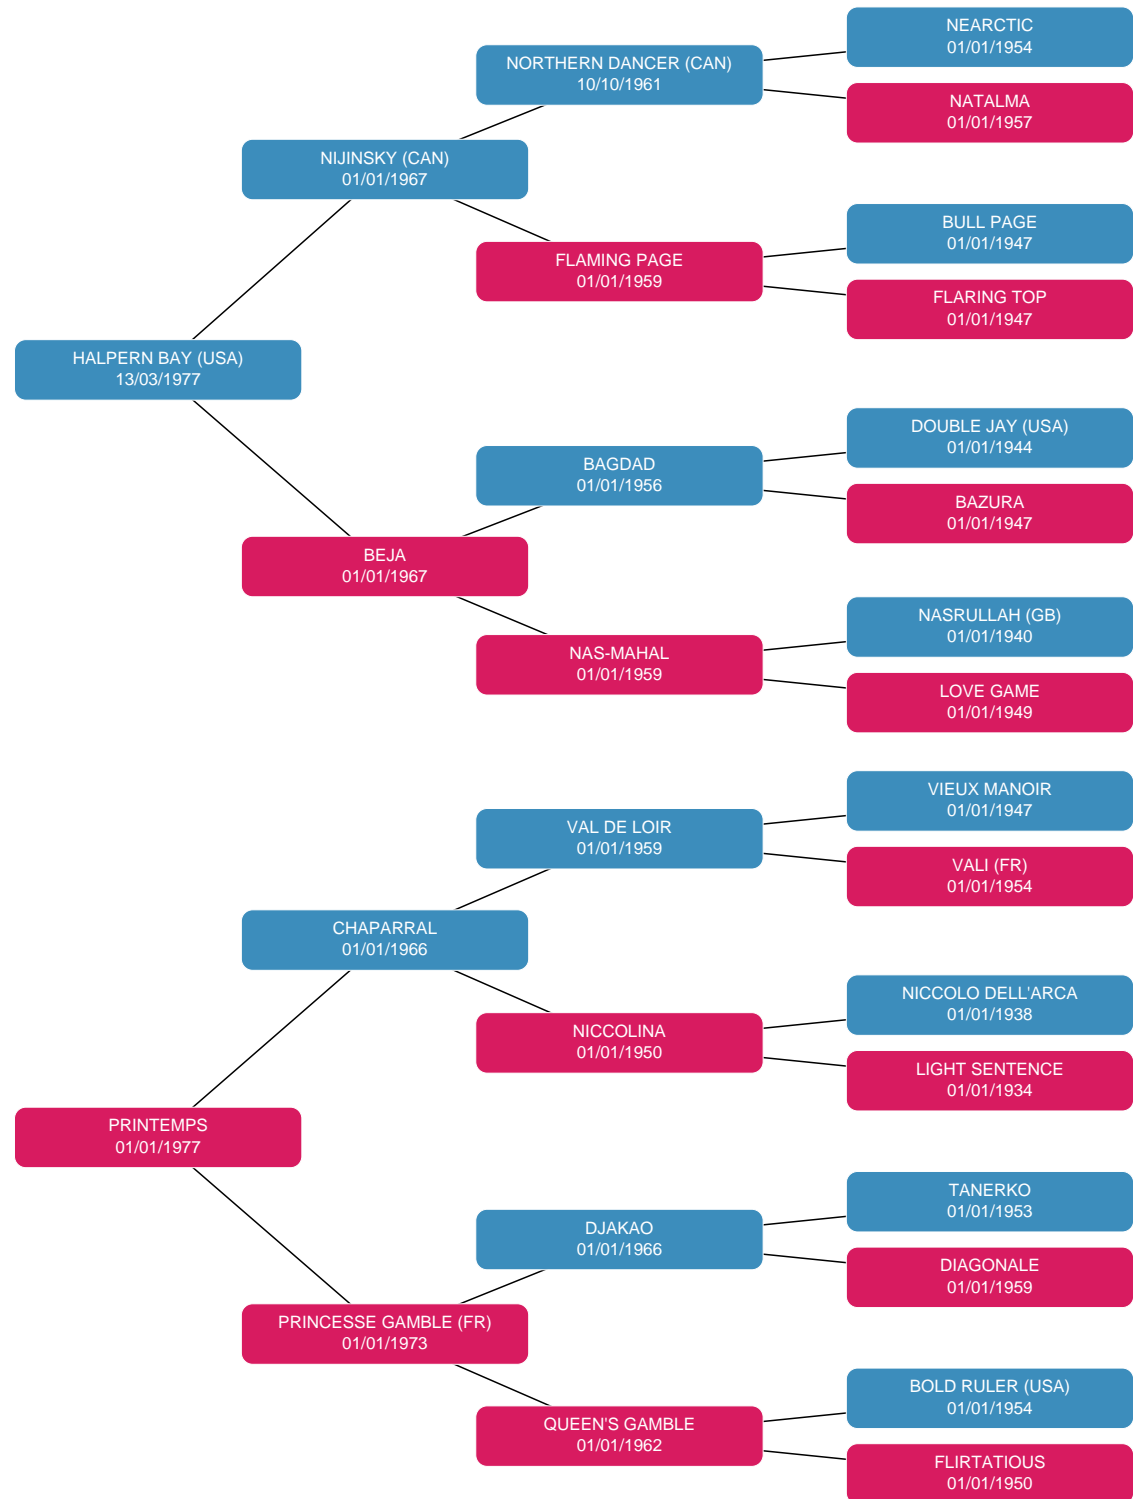 NEARCTIC
01/01/1954
NORTHERN DANCER (CAN)
10/10/1961
NATALMA
01/01/1957
NIJINSKY (CAN)
01/01/1967
BULL PAGE
01/01/1947
FLAMING PAGE
01/01/1959
FLARING TOP
01/01/1947
HALPERN BAY (USA)
13/03/1977
DOUBLE JAY (USA)
01/01/1944
BAGDAD
01/01/1956
BAZURA
01/01/1947
BEJA
01/01/1967
NASRULLAH (GB)
01/01/1940
NAS-MAHAL
01/01/1959
LOVE GAME
01/01/1949
VIEUX MANOIR
01/01/1947
VAL DE LOIR
01/01/1959
VALI (FR)
01/01/1954
CHAPARRAL
01/01/1966
NICCOLO DELL'ARCA
01/01/1938
NICCOLINA
01/01/1950
LIGHT SENTENCE
01/01/1934
PRINTEMPS
01/01/1977
TANERKO
01/01/1953
DJAKAO
01/01/1966
DIAGONALE
01/01/1959
PRINCESSE GAMBLE (FR)
01/01/1973
BOLD RULER (USA)
01/01/1954
QUEEN'S GAMBLE
01/01/1962
FLIRTATIOUS
01/01/1950